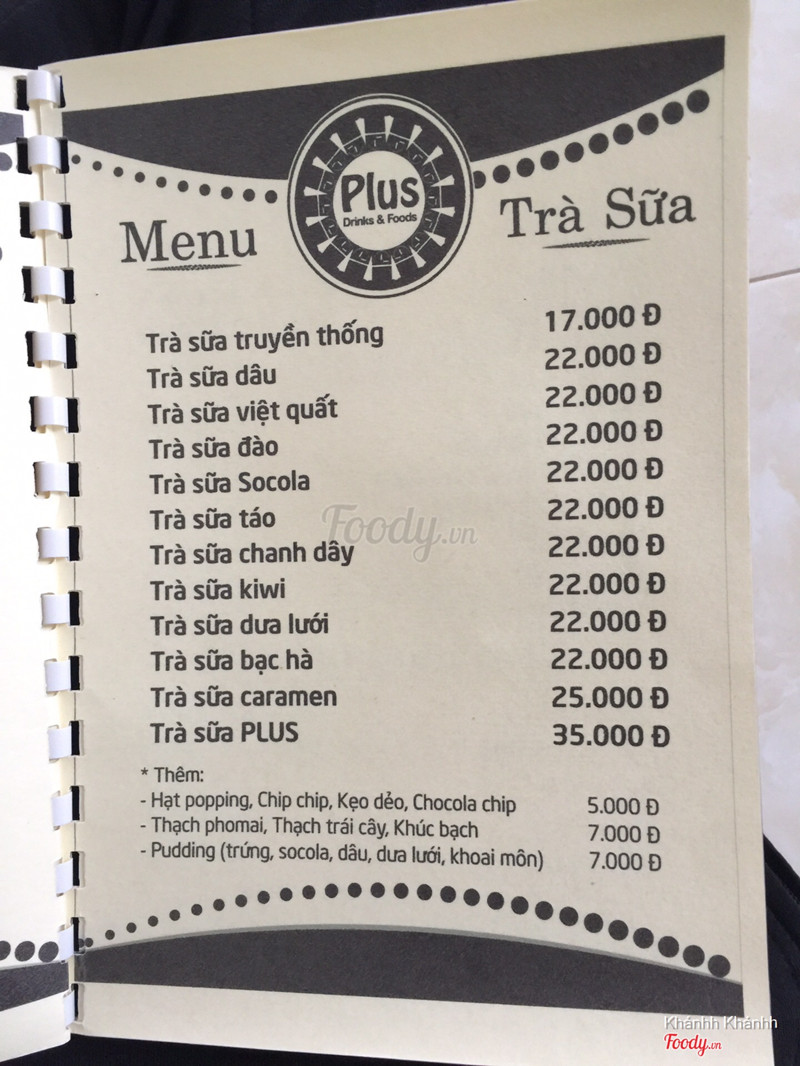 Plus
Drinks & Foods
Menu
Trà Sữa
Trà sữa truyền thống 17.000 Đ
Trà sữa dâu 22.000 Đ
Trà sữa việt quất 22.000 Đ
Trà sữa đào 22.000 Đ
Trà sữa Socola 22.000 Đ
Trà sữa táo 22.000 Đ
Trà sữa chanh dây 22.000 Đ
Trà sữa kiwi 22.000 Đ
Trà sữa dưa lưới 22.000 Đ
Trà sữa bạc hà 22.000 Đ
Trà sữa caramen 25.000 Đ
Trà sữa PLUS 35.000 Đ
* Thêm:
- Hạt popping, Chip chip, Kẹo dẻo, Chocola chip 5.000 Đ
- Thạch phomai, Thạch trái cây, Khúc bạch 7.000 Đ
- Pudding (trứng, socola, dâu, dưa lưới, khoai môn) 7.000 Đ
Foody.vn
Khánhh Khánhh
Foody.vn